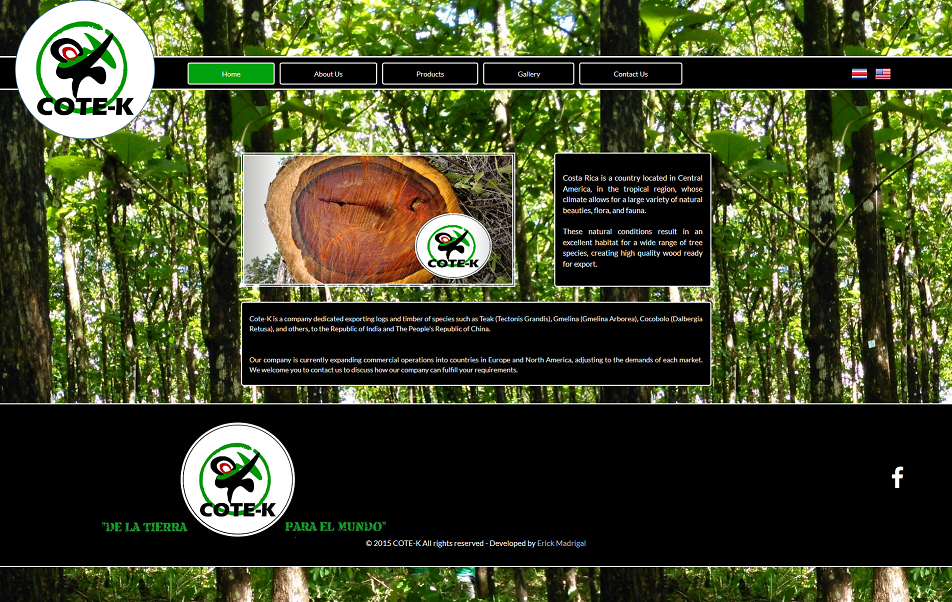 COTE-K
Home
About Us
Products
Gallery
Contact Us
COTE-K
Costa Rica is a country located in Central
America, in the tropical region, whose
climate allows for a large variety of natural
beauties, flora, and fauna.
These natural conditions result in an
excellent habitat for a wide range of tree
species, creating high quality wood ready
for export.
Cote-K is a company dedicated exporting logs and timber of species such as Teak (Tectonis Grandis), Gmelina (Gmelina Arborea), Cocobolo (Dalbergia
Retusa), and others, to the Republic of India and The People's Republic of China.
Our company is currently expanding commercial operations into countries in Europe and North America, adjusting to the demands of each market.
We welcome you to contact us to discuss how our company can fulfill your requirements.
COTE-K
"DE LA TIERRA PARA EL MUNDO"
© 2015 COTE-K All rights reserved - Developed by Erick Madrigal